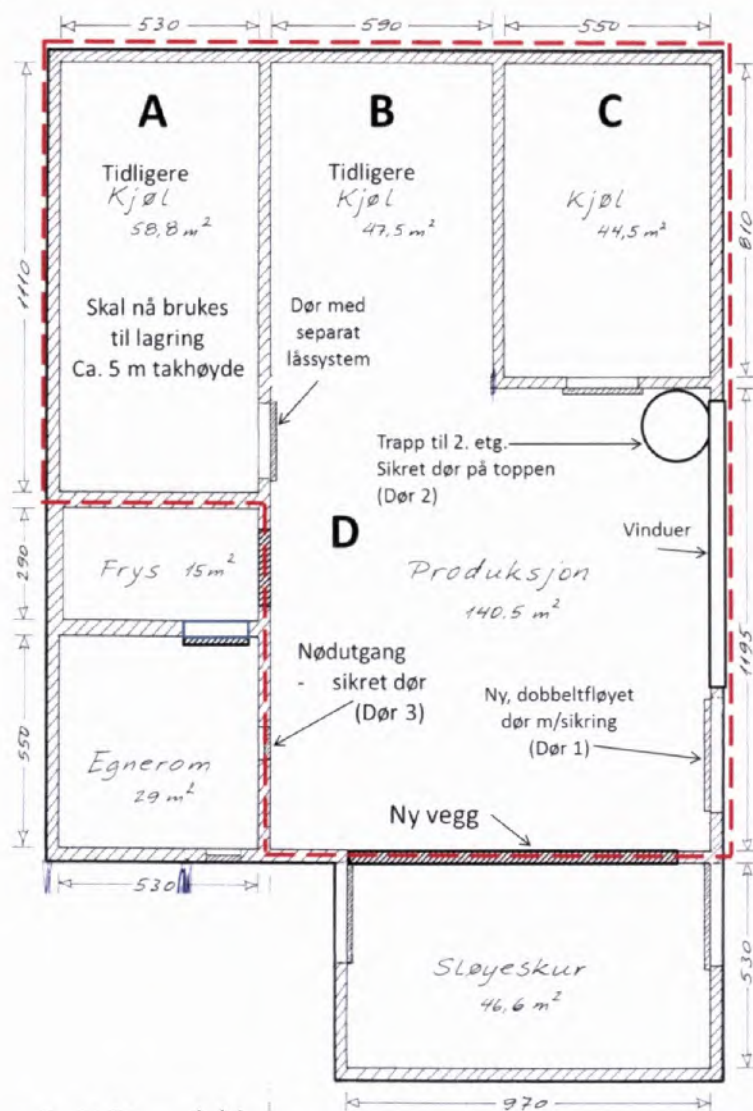 530
590
550
A
B
C
Tidligere
Kjøl
58,8 m²
Tidligere
Kjøl
47,5 m²
Kjøl
44,5 m²
1110
810
Skal nå brukes
til lagring
Ca. 5 m takhøyde
Dør med
separat
låssystem
Trapp til 2. etg.
Sikret dør på toppen
(Dør 2)
Vinduer
D
Produksjon
140,5 m²
290
Frys 15 m²
1195
Nødutgang
- sikret dør
(Dør 3)
Ny, dobbeltfløyet
dør m/sikring
(Dør 1)
550
Egnerom
29 m²
Ny vegg
530
Sløyeskur
46,6 m²
530
970